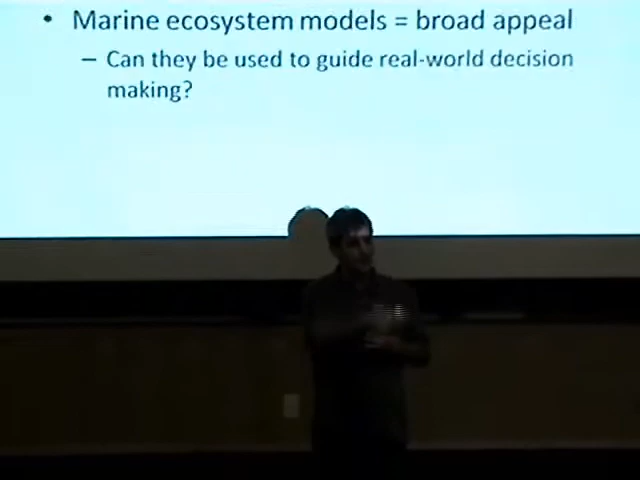 • Marine ecosystem models = broad appeal
– Can they be used to guide real-world decision
making?